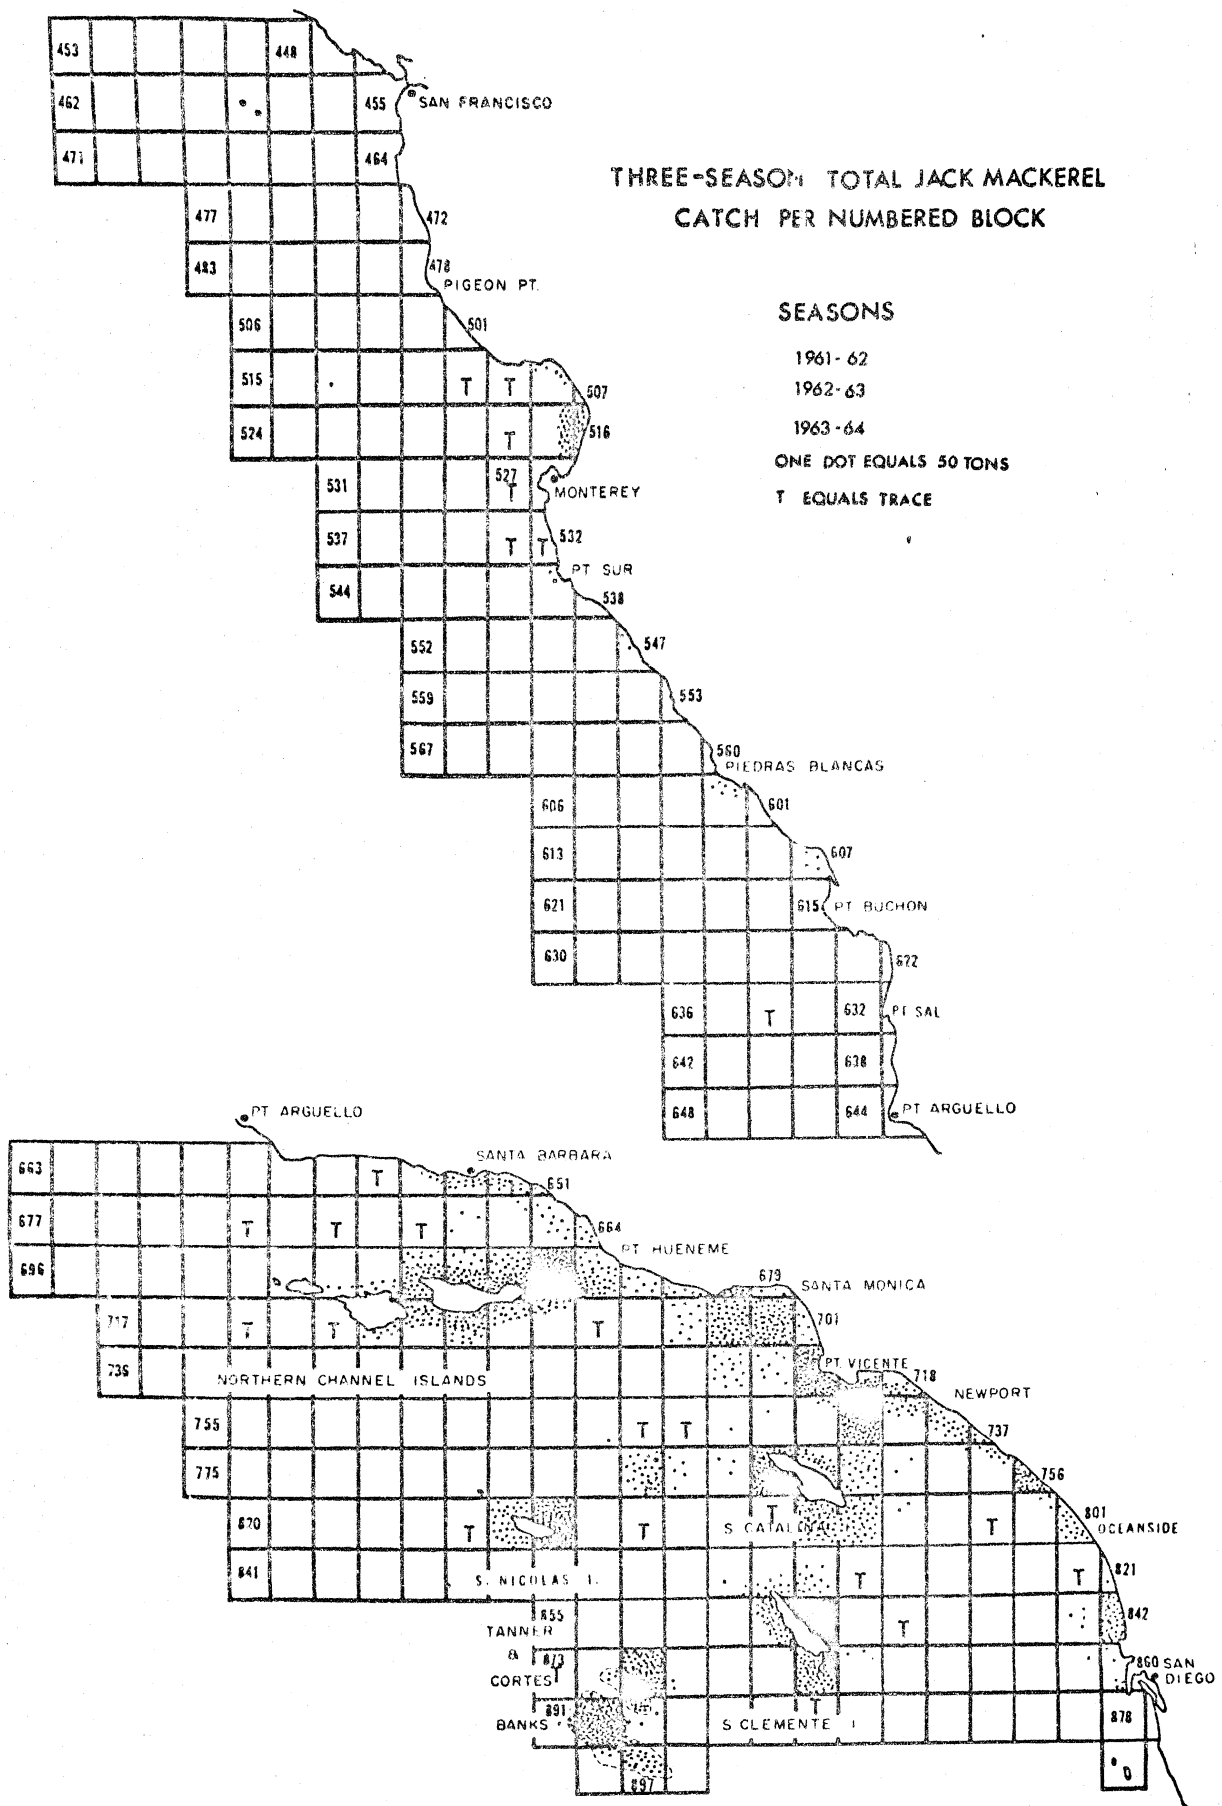 453 448
462 455 SAN FRANCISCO
471 464
THREE-SEASON TOTAL JACK MACKEREL
CATCH PER NUMBERED BLOCK
477 472
483 478
PIGEON PT.
SEASONS
506 501
1961-62
515 T T 507
1962-63
524 T 516
1963-64
ONE DOT EQUALS 50 TONS
531 527 T MONTEREY
T EQUALS TRACE
537 T T 532
PT SUR
544 538
552 547
559 553
567 560
PIEDRAS BLANCAS
606 601
613 607
621 615 PT BUCHON
630 622
636 T 632 PT SAL
642 638
648 644 PT ARGUELLO
PT ARGUELLO
SANTA BARBARA
663 T 651
677 T T T 664
PT HUENEME
696 679 SANTA MONICA
717 T T T 701
PT. VICENTE
736 718
NORTHERN CHANNEL ISLANDS
NEWPORT
755 T T 737
775 756
870 T T S CATALINA I T T 801
OCEANSIDE
841 S. NICOLAS I. T T 821
855 T 842
TANNER
& 873 860 SAN
CORTES T DIEGO
891 T
BANKS S CLEMENTE I 878
897 D